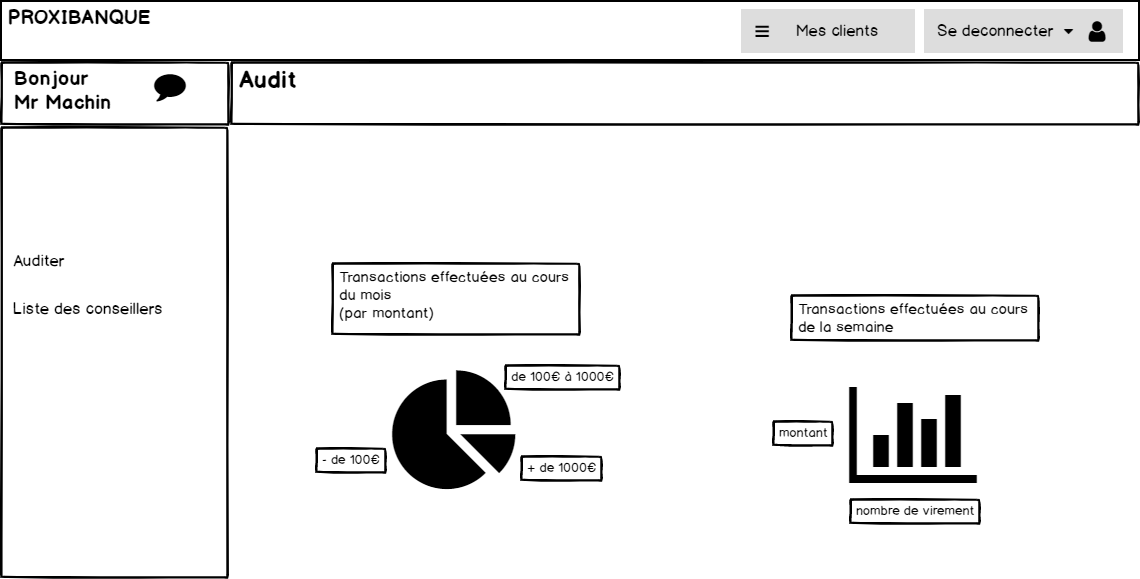 PROXIBANQUE
Mes clients
Se deconnecter
Bonjour
Mr Machin
Audit
Auditer
Liste des conseillers
Transactions effectuées au cours
du mois
(par montant)
de 100€ à 1000€
- de 100€
+ de 1000€
Transactions effectuées au cours
de la semaine
montant
nombre de virement